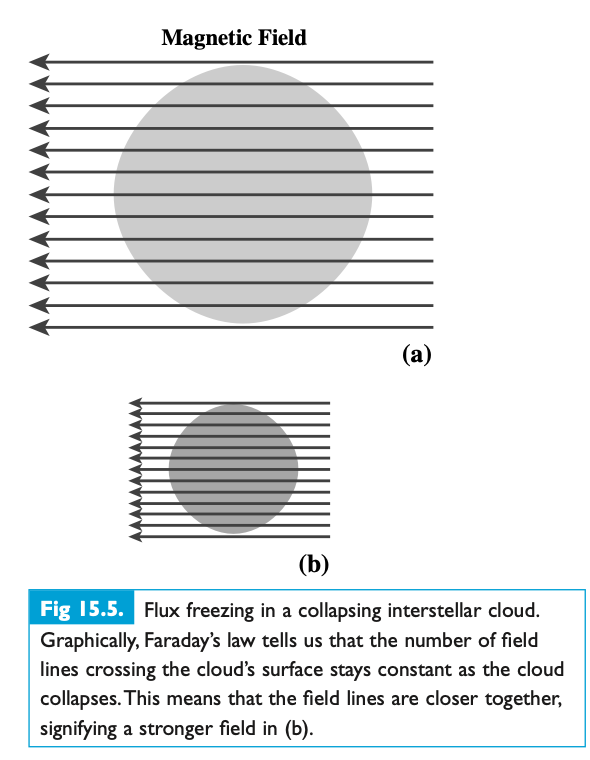 Magnetic Field
(a)
(b)
Fig 15.5. Flux freezing in a collapsing interstellar cloud.
Graphically, Faraday's law tells us that the number of field
lines crossing the cloud's surface stays constant as the cloud
collapses. This means that the field lines are closer together,
signifying a stronger field in (b).